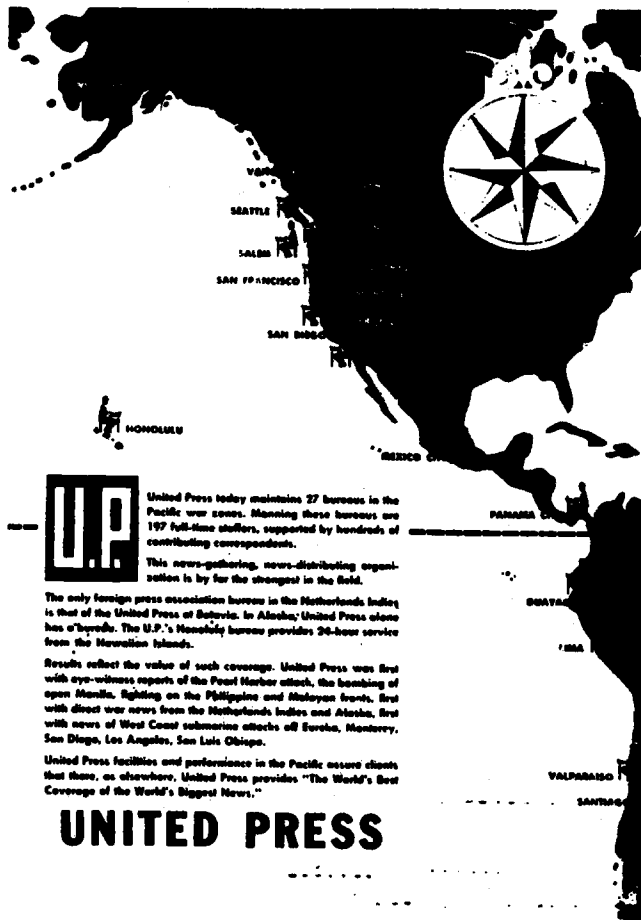 SEATTLE
SALEM
SAN FRANCISCO
SAN DIEGO
HONOLULU
MEXICO
PANAMA
LIMA
VALPARAISO
SANTIAGO
U.P.
United Press today maintains 27 bureaus in the
Pacific war zones. Manning these bureaus are
197 full-time staffers, supported by hundreds of
contributing correspondents.
This news-gathering, news-distributing organi-
zation is by far the strongest in the field.
The only foreign press association bureau in the Netherlands Indies
is that of the United Press at Batavia. In Alaska, United Press alone
has a bureau. The U.P.'s Honolulu bureau provides 24-hour service
from the Hawaiian Islands.
Results reflect the value of such coverage. United Press was first
with eye-witness reports of the Pearl Harbor attack, the bombing of
open Manila, fighting on the Philippine and Malayan fronts, first
with direct war news from the Netherlands Indies and Alaska, first
with news of West Coast submarine attacks off Eureka, Monterey,
San Diego, Los Angeles, San Luis Obispo.
United Press facilities and performance in the Pacific assure clients
that there, as elsewhere, United Press provides "The World's Best
Coverage of the World's Biggest News."
UNITED PRESS